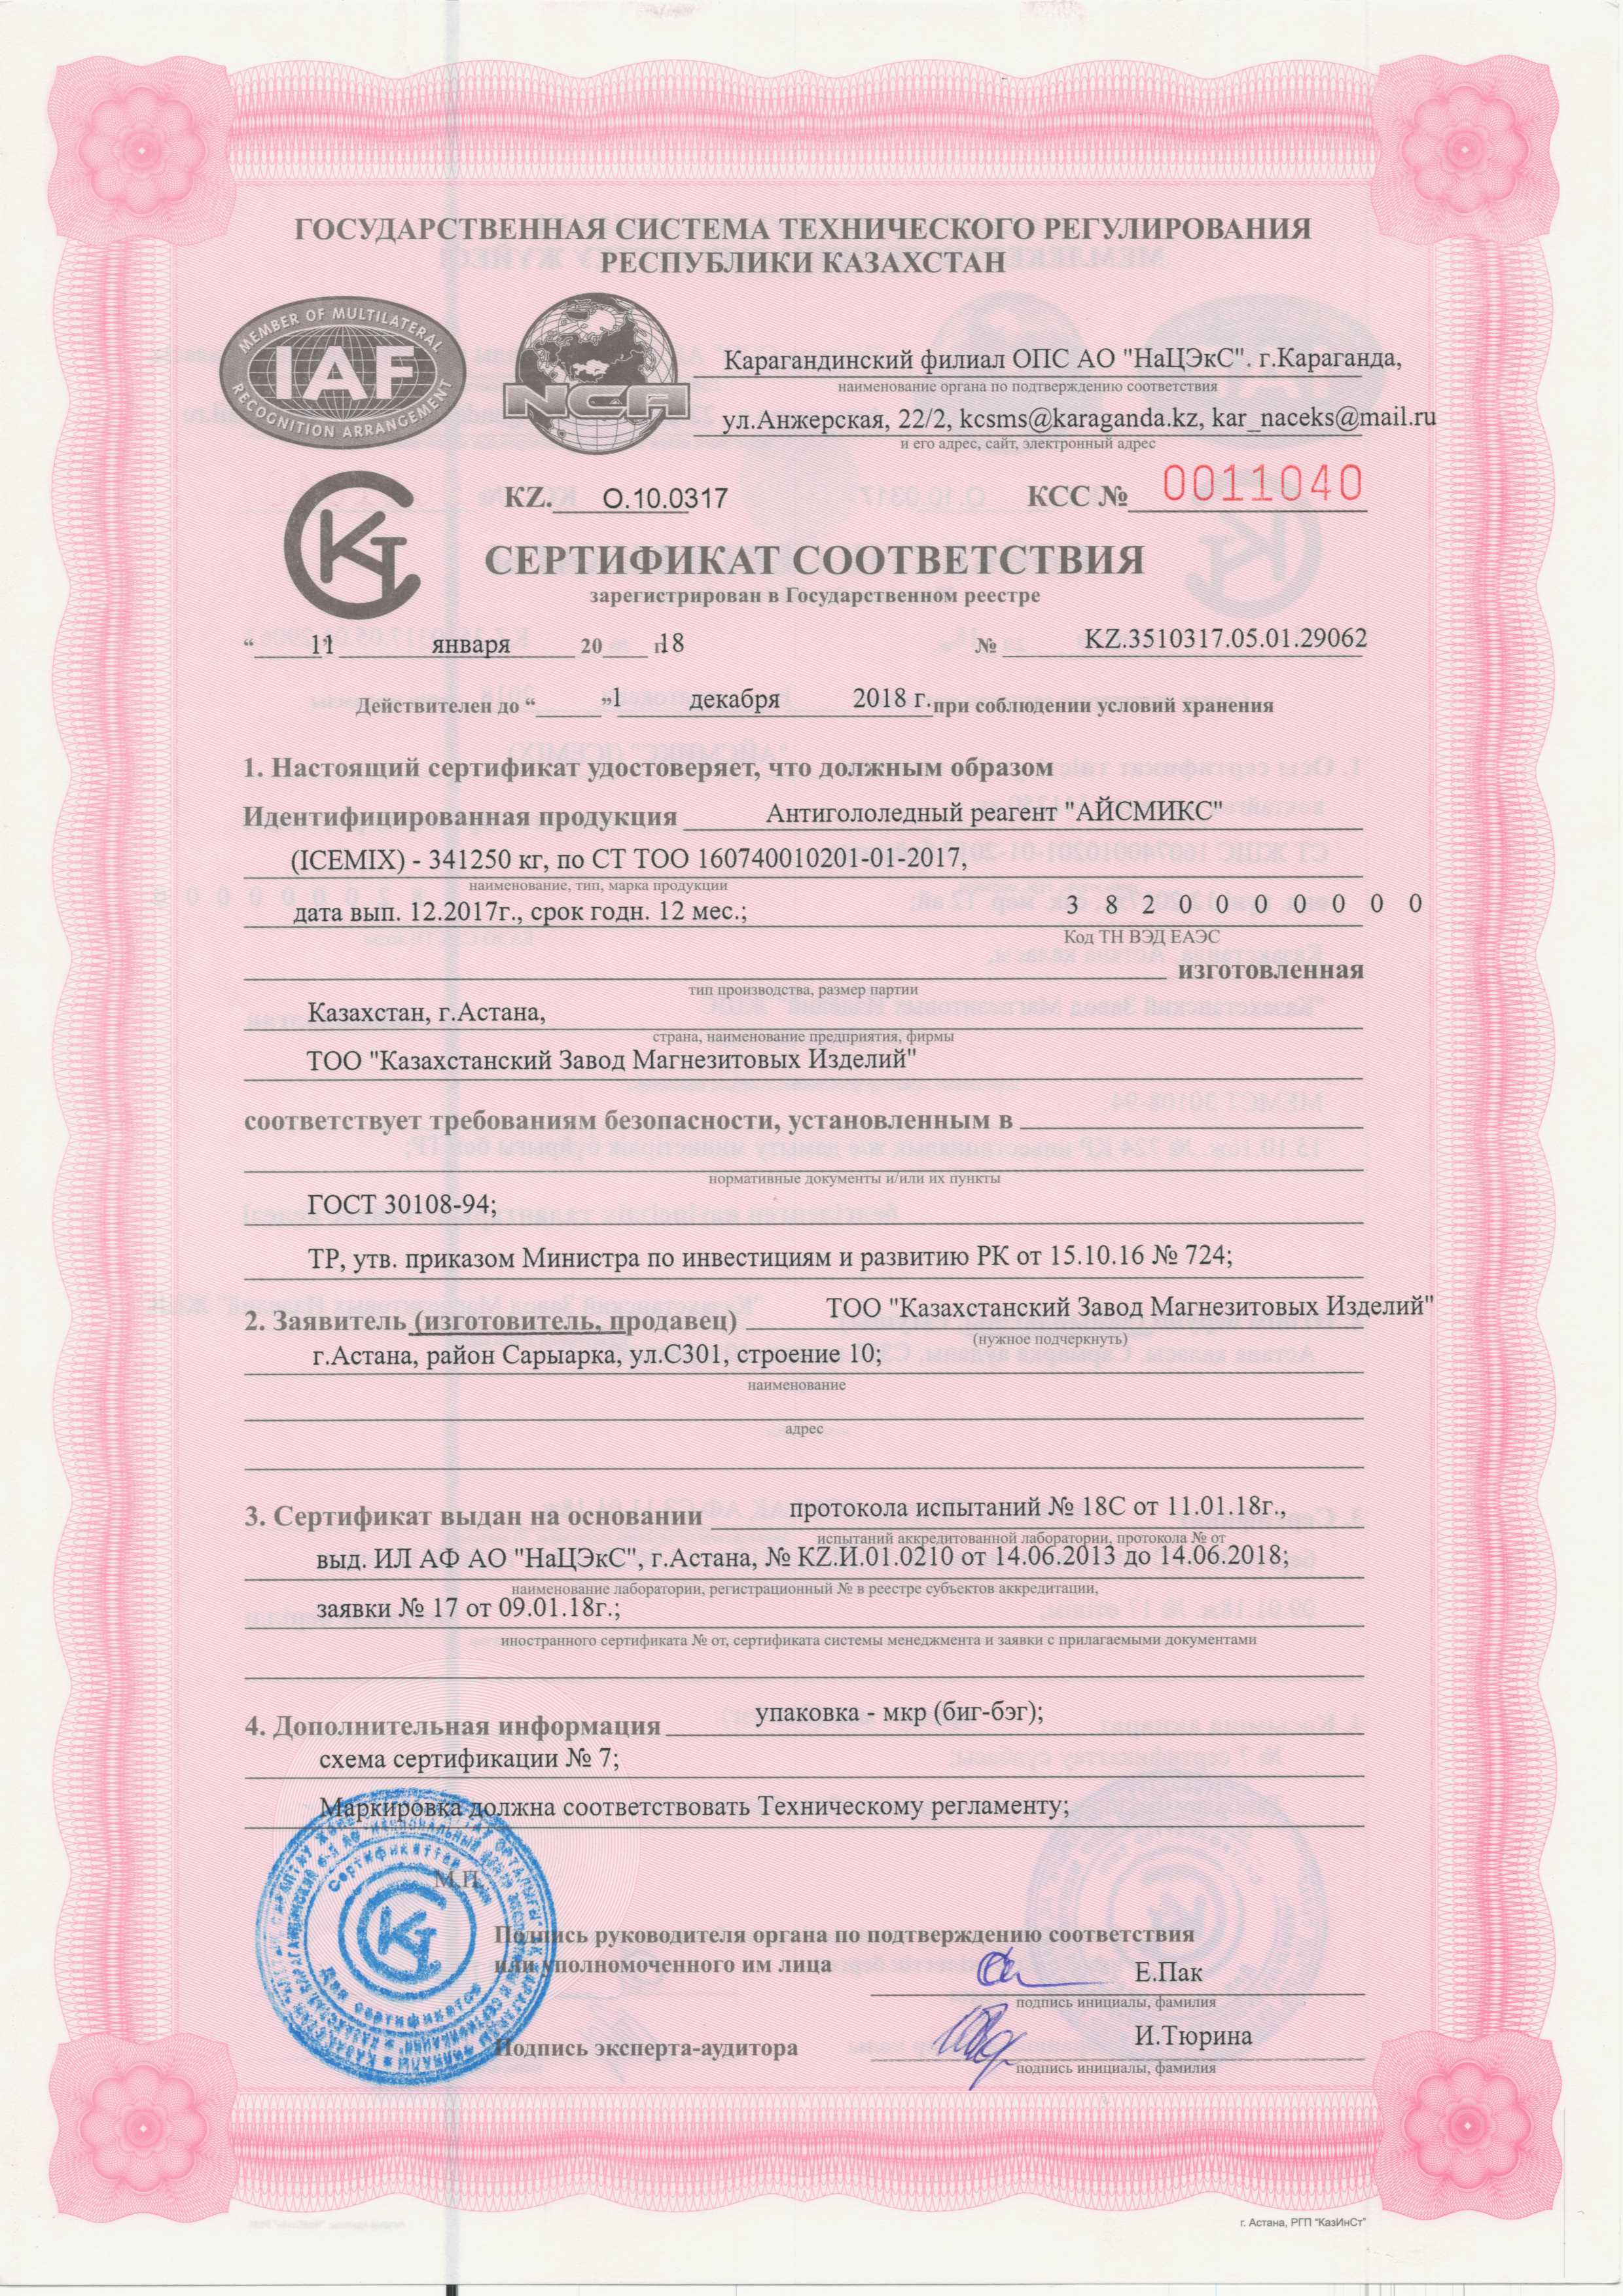 ГОСУДАРСТВЕННАЯ СИСТЕМА ТЕХНИЧЕСКОГО РЕГУЛИРОВАНИЯ
РЕСПУБЛИКИ КАЗАХСТАН
MEMBER OF MULTILATERAL
IAF
RECOGNITION ARRANGEMENT
NCA
Карагандинский филиал ОПС АО "НаЦЭкС". г.Караганда,
наименование органа по подтверждению соответствия
ул.Анжерская, 22/2, kcsms@karaganda.kz, kar_naceks@mail.ru
и его адрес, сайт, электронный адрес
KZ. О.10.0317 КСС № 0011040
СЕРТИФИКАТ СООТВЕТСТВИЯ
зарегистрирован в Государственном реестре
“ 11 ” января 20 18 г. № KZ.3510317.05.01.29062
Действителен до “ ” 1 декабря 2018 г. при соблюдении условий хранения
1. Настоящий сертификат удостоверяет, что должным образом
Идентифицированная продукция Антигололедный реагент "АЙСМИКС"
(ICEMIX) - 341250 кг, по СТ ТОО 160740010201-01-2017,
наименование, тип, марка продукции
дата вып. 12.2017г., срок годн. 12 мес.; 3 8 2 0 0 0 0 0 0 0
Код ТН ВЭД ЕАЭС
изготовленная
тип производства, размер партии
Казахстан, г.Астана,
страна, наименование предприятия, фирмы
ТОО "Казахстанский Завод Магнезитовых Изделий"
соответствует требованиям безопасности, установленным в
нормативные документы и/или их пункты
ГОСТ 30108-94;
ТР, утв. приказом Министра по инвестициям и развитию РК от 15.10.16 № 724;
2. Заявитель (изготовитель, продавец) ТОО "Казахстанский Завод Магнезитовых Изделий"
(нужное подчеркнуть)
г.Астана, район Сарыарка, ул.С301, строение 10;
наименование
адрес
3. Сертификат выдан на основании протокола испытаний № 18С от 11.01.18г.,
испытаний аккредитованной лаборатории, протокола № от
выд. ИЛ АФ АО "НаЦЭкС", г.Астана, № KZ.И.01.0210 от 14.06.2013 до 14.06.2018;
наименование лаборатории, регистрационный № в реестре субъектов аккредитации,
заявки № 17 от 09.01.18г.;
иностранного сертификата № от, сертификата системы менеджмента и заявки с прилагаемыми документами
4. Дополнительная информация упаковка - мкр (биг-бэг);
схема сертификации № 7;
Маркировка должна соответствовать Техническому регламенту;
М.П.
Для сертификатов
Подпись руководителя органа по подтверждению соответствия
или уполномоченного им лица Е.Пак
подпись инициалы, фамилия
Подпись эксперта-аудитора И.Тюрина
подпись инициалы, фамилия
г. Астана, РГП "КазИнСт"